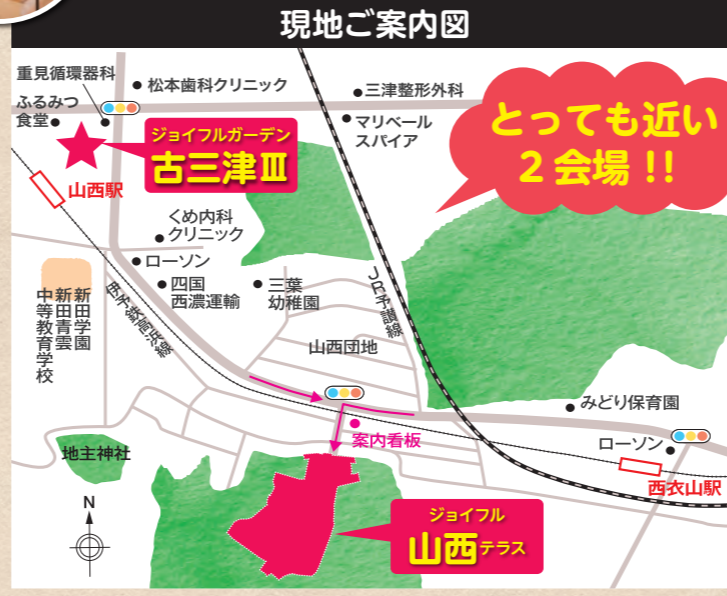 現地ご案内図
重見循環器科
松本歯科クリニック
三津整形外科
ふるみつ
食堂
マリベール
スパイア
とっても近い
2会場!!
ジョイフルガーデン
古三津Ⅲ
山西駅
くめ内科
クリニック
ローソン
四国
西濃運輸
三葉
幼稚園
JR予讃線
伊予鉄高浜線
新田学園
新田青雲
中等教育学校
山西団地
みどり保育園
案内看板
ローソン
西衣山駅
地主神社
N
ジョイフル
山西テラス